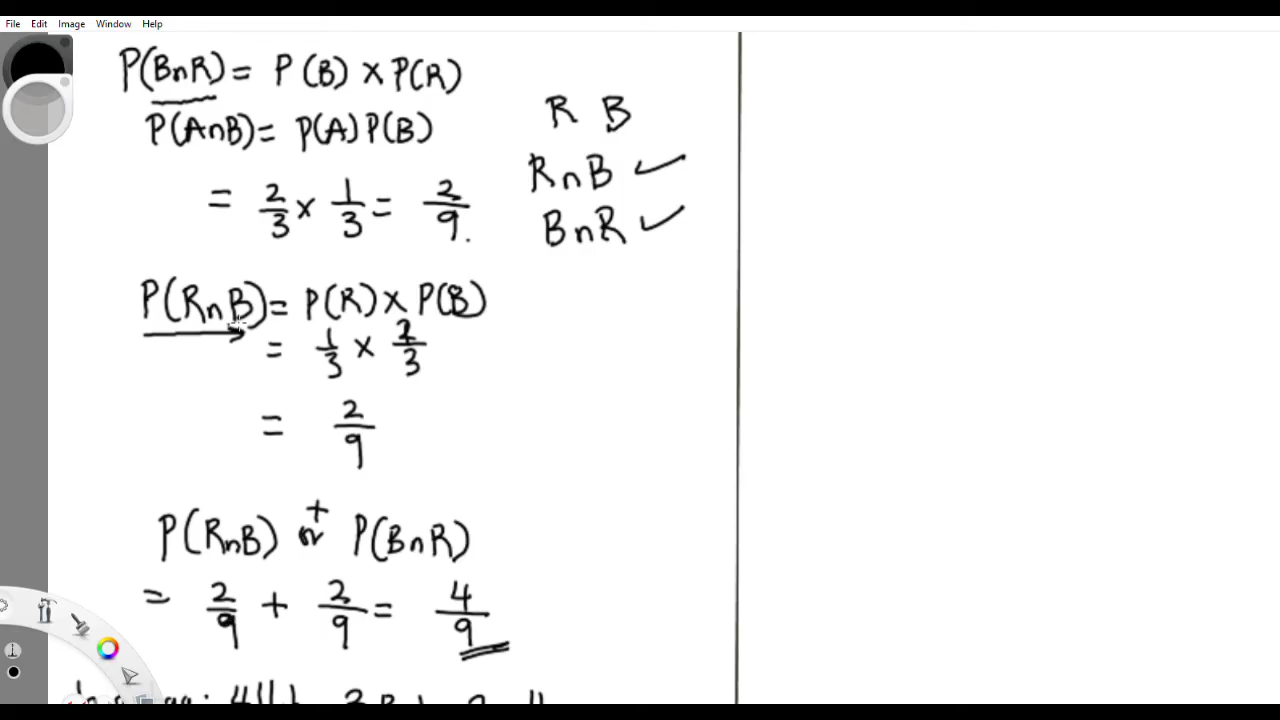 File Edit Image Window Help
P(B∩R) = P(B) × P(R)
P(A∩B) = P(A) P(B)
= 2/3 × 1/3 = 2/9.
R B
R∩B ✓
B∩R ✓
P(R∩B) = P(R) × P(B)
= 1/3 × 2/3
= 2/9
+
P(R∩B) or P(B∩R)
= 2/9 + 2/9 = 4/9